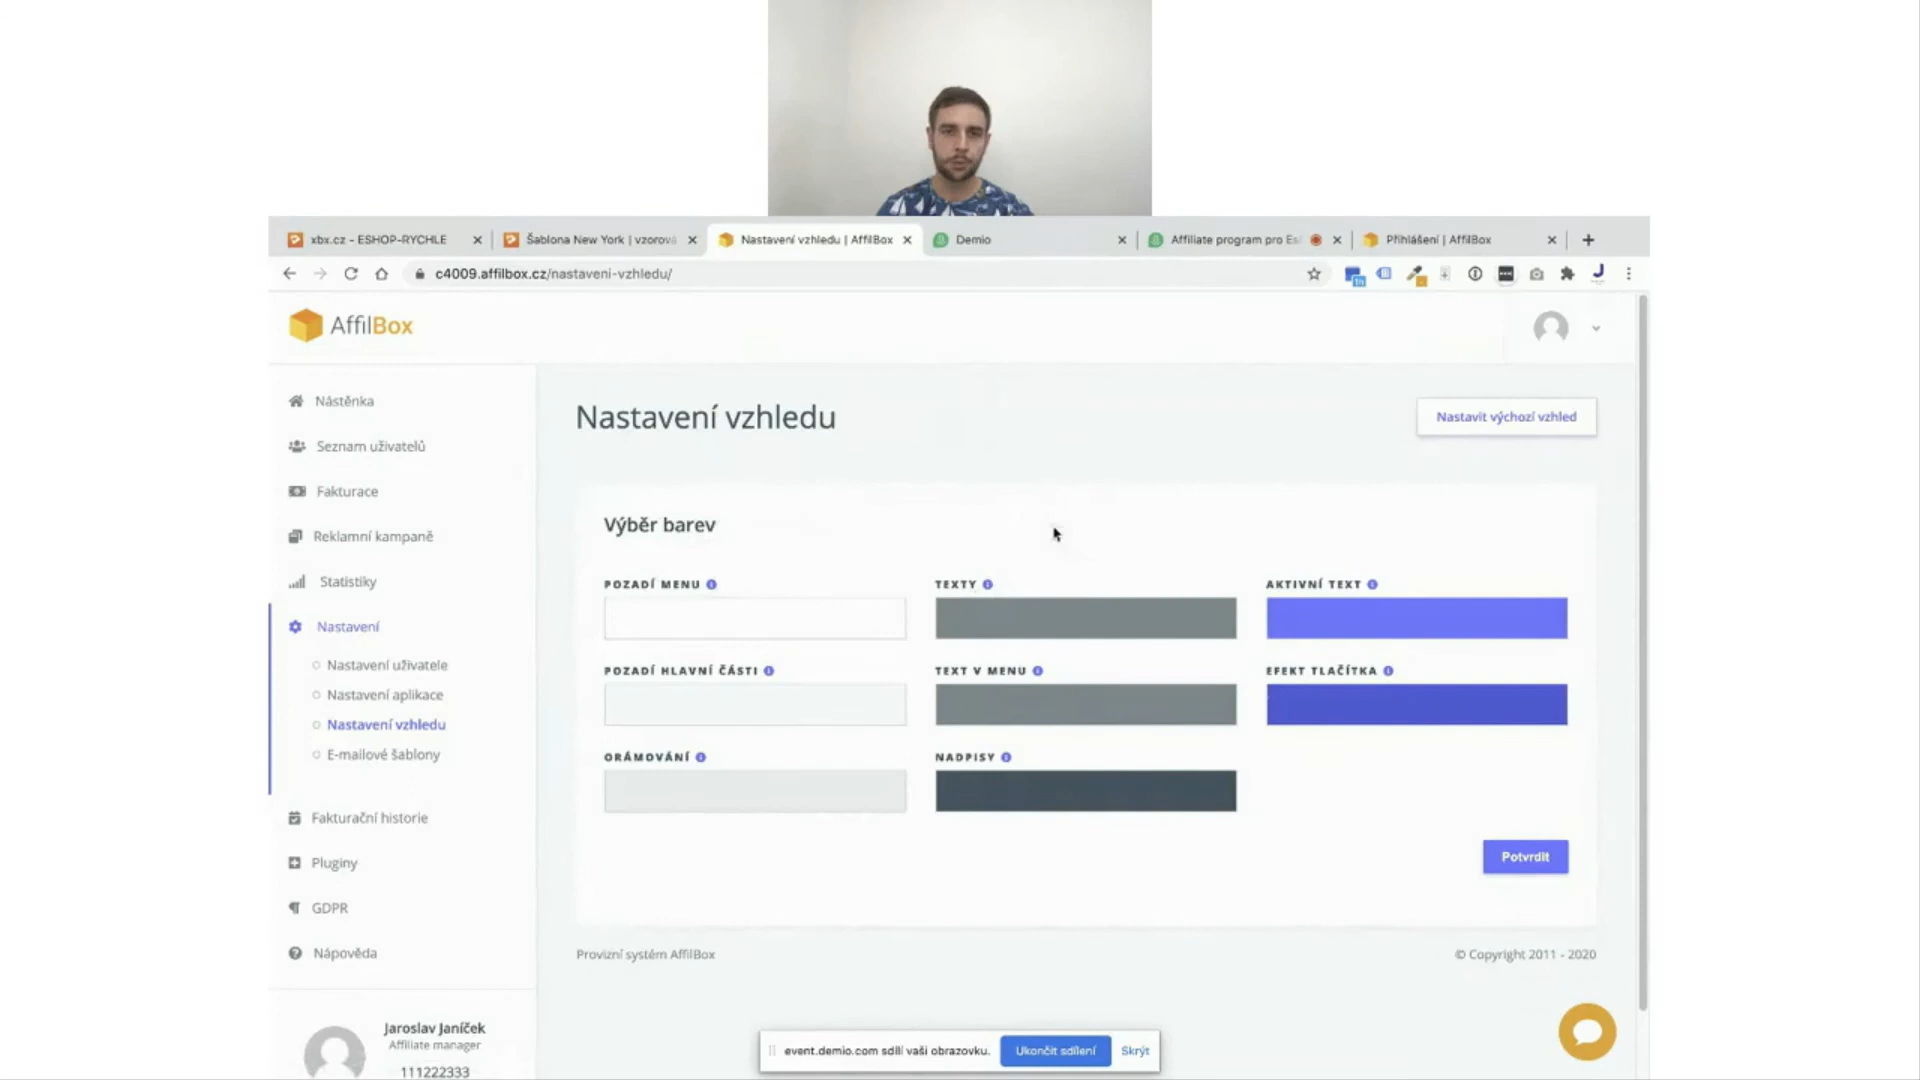 xbx.cz - ESHOP-RYCHLE
Šablona New York | vzorová
Nastavení vzhledu | AffilBox
Demio
Affiliate program pro Es
Přihlášení | AffilBox
c4009.affilbox.cz/nastaveni-vzhledu/
AffilBox
Nástěnka
Seznam uživatelů
Fakturace
Reklamní kampaně
Statistiky
Nastavení
Nastavení uživatele
Nastavení aplikace
Nastavení vzhledu
E-mailové šablony
Fakturační historie
Pluginy
GDPR
Nápověda
Jaroslav Janíček
Affiliate manager
111222333
Nastavení vzhledu
Nastavit výchozí vzhled
Výběr barev
POZADÍ MENU
TEXTY
AKTIVNÍ TEXT
POZADÍ HLAVNÍ ČÁSTI
TEXT V MENU
EFEKT TLAČÍTKA
ORÁMOVÁNÍ
NADPISY
Potvrdit
Provizní systém AffilBox
© Copyright 2011 - 2020
event.demio.com sdílí vaši obrazovku.
Ukončit sdílení
Skrýt